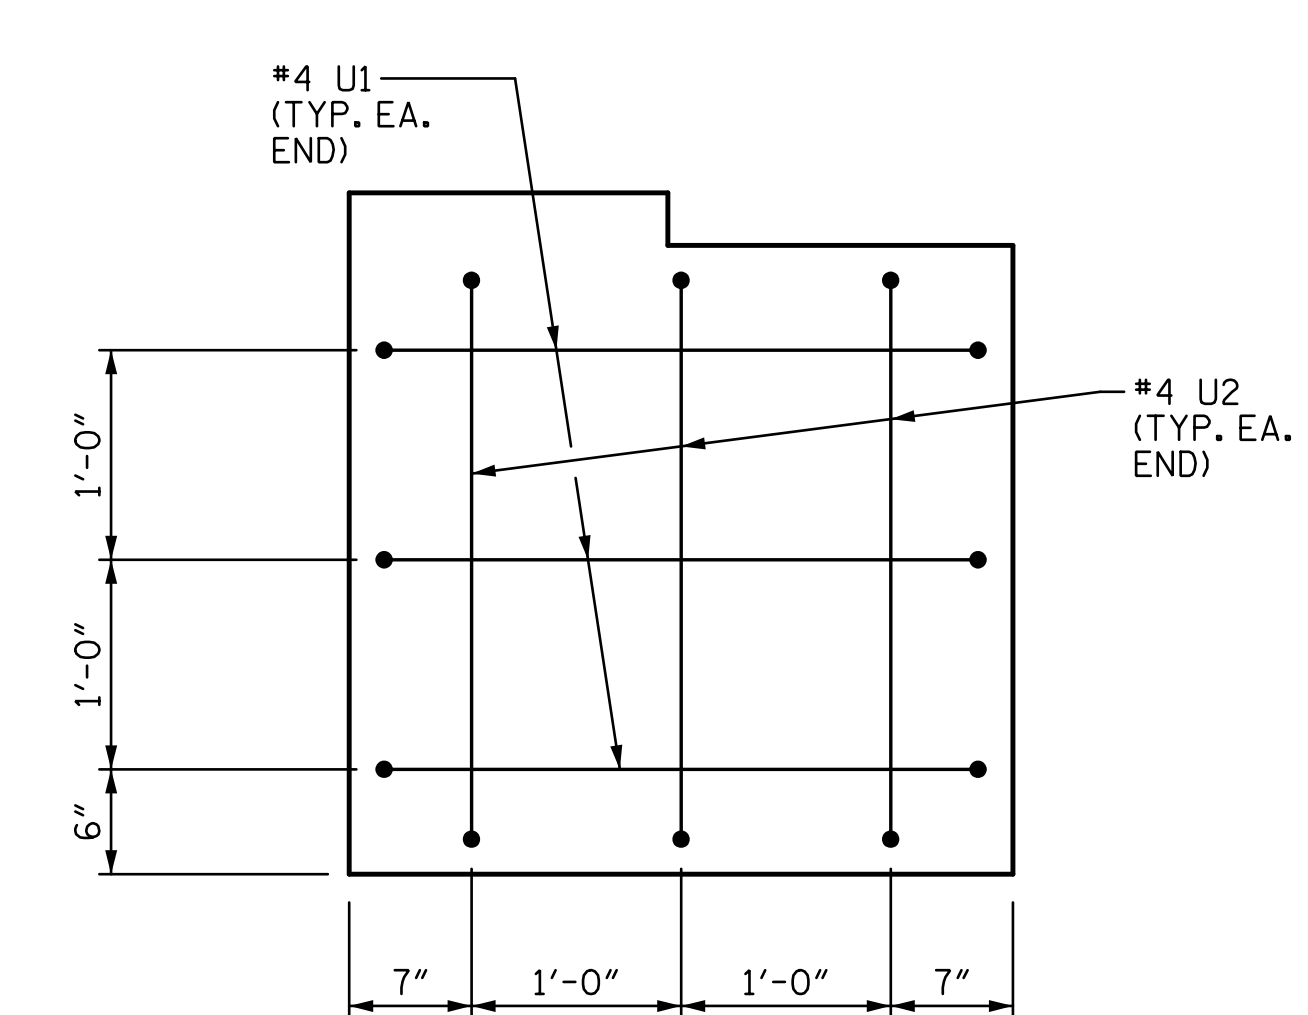 #4 U1
(TYP. EA.
END)
#4 U2
(TYP. EA.
END)
1'-0"
1'-0"
6"
7"
1'-0"
1'-0"
7"